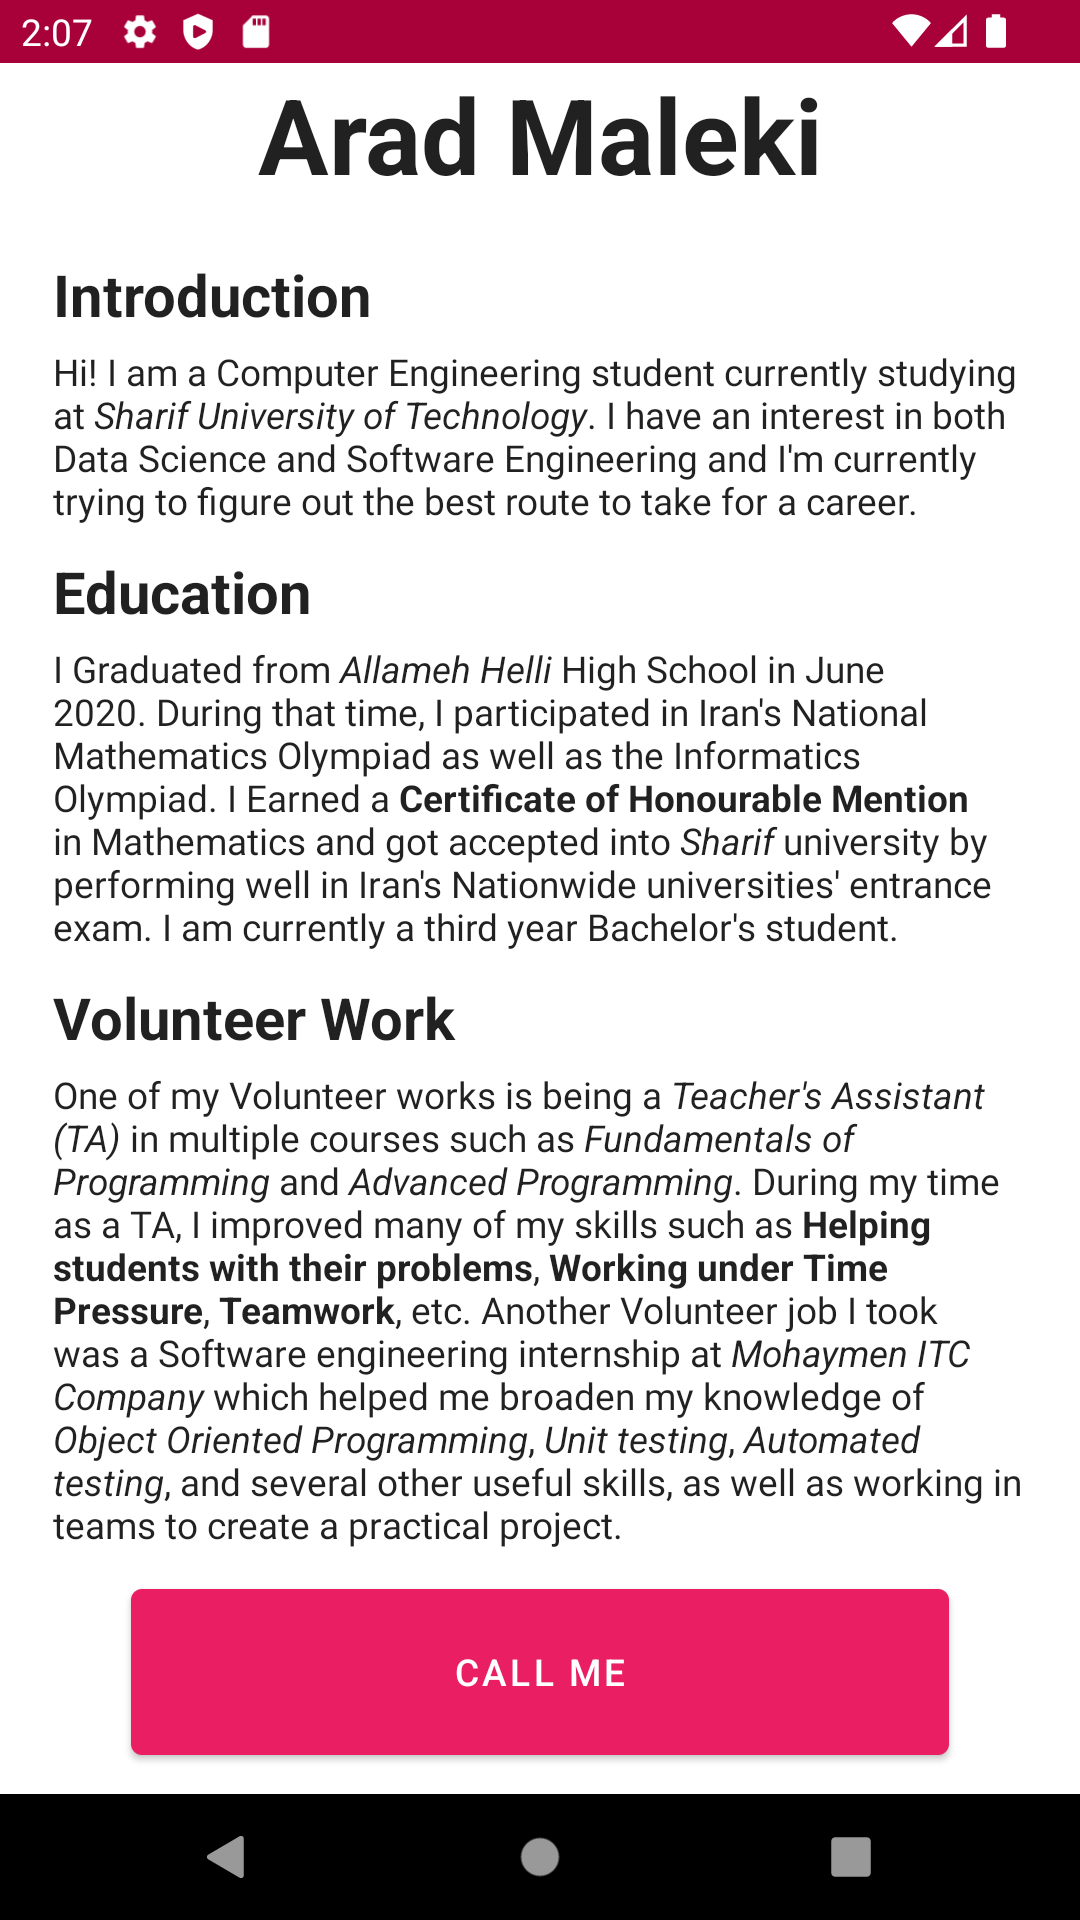 2:07
Arad Maleki
Introduction
Hi! I am a Computer Engineering student currently studying
at Sharif University of Technology. I have an interest in both
Data Science and Software Engineering and I'm currently
trying to figure out the best route to take for a career.
Education
I Graduated from Allameh Helli High School in June
2020. During that time, I participated in Iran's National
Mathematics Olympiad as well as the Informatics
Olympiad. I Earned a Certificate of Honourable Mention
in Mathematics and got accepted into Sharif university by
performing well in Iran's Nationwide universities' entrance
exam. I am currently a third year Bachelor's student.
Volunteer Work
One of my Volunteer works is being a Teacher's Assistant
(TA) in multiple courses such as Fundamentals of
Programming and Advanced Programming. During my time
as a TA, I improved many of my skills such as Helping
students with their problems, Working under Time
Pressure, Teamwork, etc. Another Volunteer job I took
was a Software engineering internship at Mohaymen ITC
Company which helped me broaden my knowledge of
Object Oriented Programming, Unit testing, Automated
testing, and several other useful skills, as well as working in
teams to create a practical project.
CALL ME